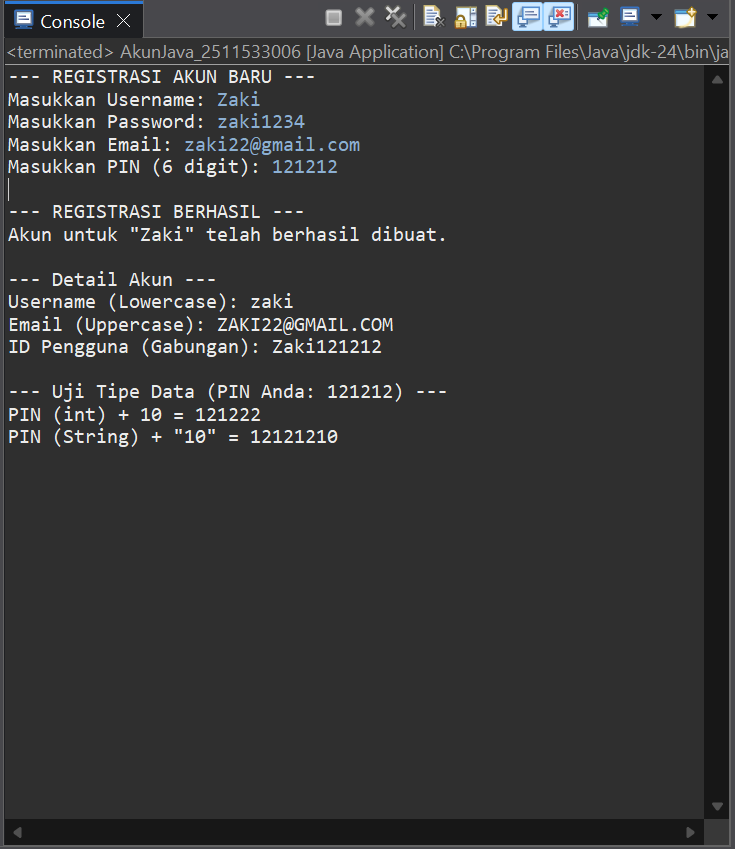 Console
<terminated> AkunJava_2511533006 [Java Application] C:\Program Files\Java\jdk-24\bin\ja
--- REGISTRASI AKUN BARU ---
Masukkan Username: Zaki
Masukkan Password: zaki1234
Masukkan Email: zaki22@gmail.com
Masukkan PIN (6 digit): 121212
--- REGISTRASI BERHASIL ---
Akun untuk "Zaki" telah berhasil dibuat.
--- Detail Akun ---
Username (Lowercase): zaki
Email (Uppercase): ZAKI22@GMAIL.COM
ID Pengguna (Gabungan): Zaki121212
--- Uji Tipe Data (PIN Anda: 121212) ---
PIN (int) + 10 = 121222
PIN (String) + "10" = 12121210